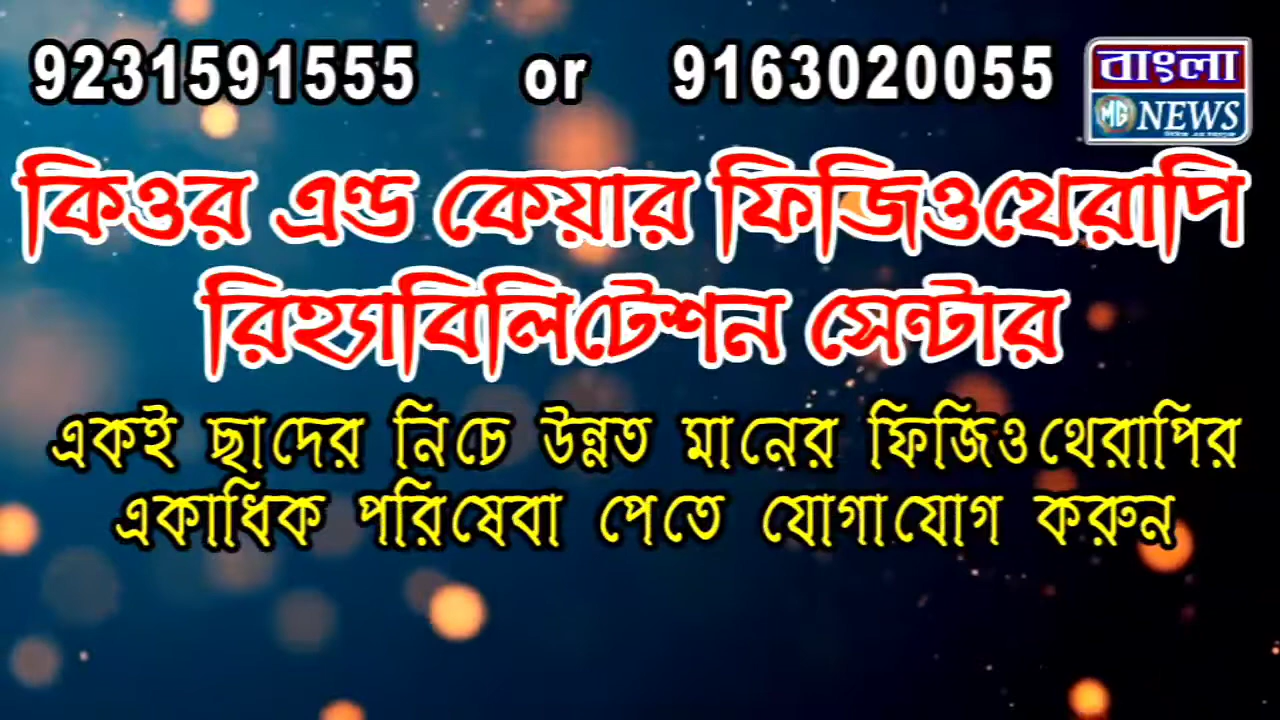 9231591555 or 9163020055
বাংলা
MG NEWS
কিওর এণ্ড কেয়ার ফিজিওথেরাপি
রিহ্যাবিলিটেশন সেন্টার
একই ছাদের নিচে উন্নত মানের ফিজিওথেরাপির
একাধিক পরিষেবা পেতে যোগাযোগ করুন